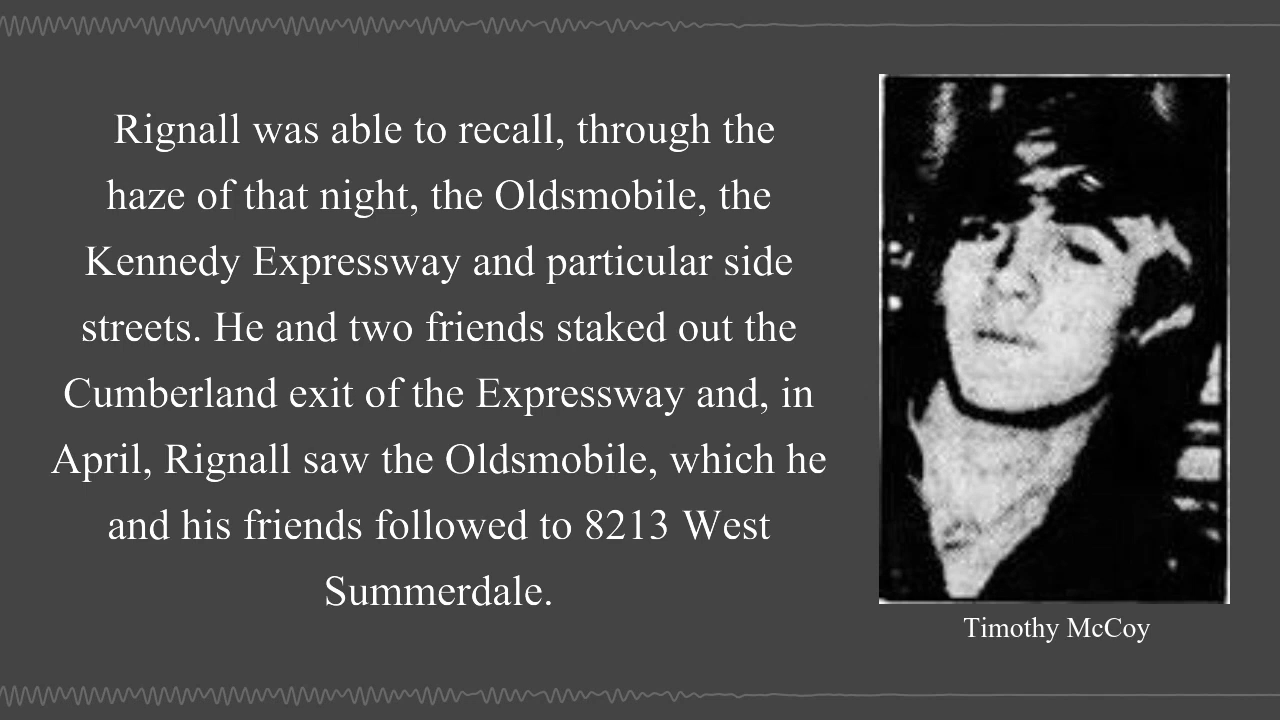 Rignall was able to recall, through the
haze of that night, the Oldsmobile, the
Kennedy Expressway and particular side
streets. He and two friends staked out the
Cumberland exit of the Expressway and, in
April, Rignall saw the Oldsmobile, which he
and his friends followed to 8213 West
Summerdale.
Timothy McCoy